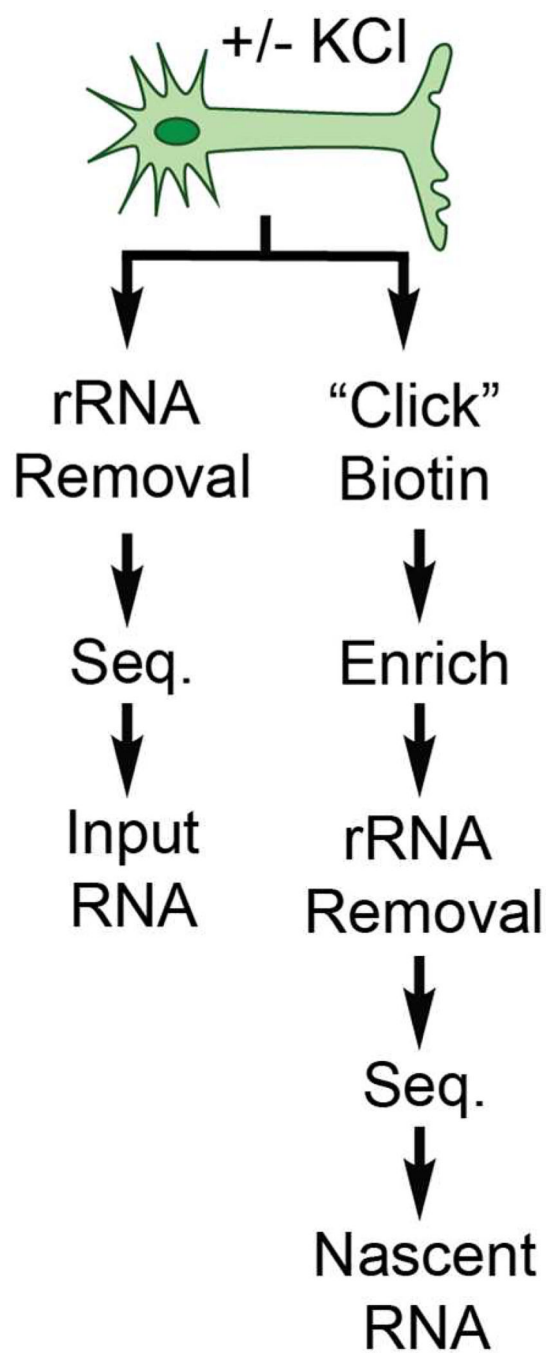 +/- KCl
rRNA
Removal
Seq.
Input
RNA
“Click”
Biotin
Enrich
rRNA
Removal
Seq.
Nascent
RNA